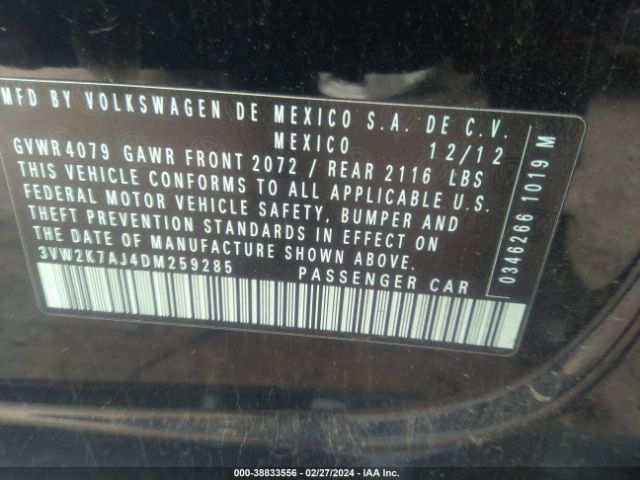 MFD BY VOLKSWAGEN DE MEXICO S.A. DE C.V.
MEXICO 12/12
GVWR 4079 GAWR FRONT 2072 / REAR 2116 LBS
THIS VEHICLE CONFORMS TO ALL APPLICABLE U.S.
FEDERAL MOTOR VEHICLE SAFETY, BUMPER AND
THEFT PREVENTION STANDARDS IN EFFECT ON
THE DATE OF MANUFACTURE SHOWN ABOVE.
3VW2K7AJ4DM259285 PASSENGER CAR
0346266 1019 M
000-38833556 - 02/27/2024 - IAA Inc.